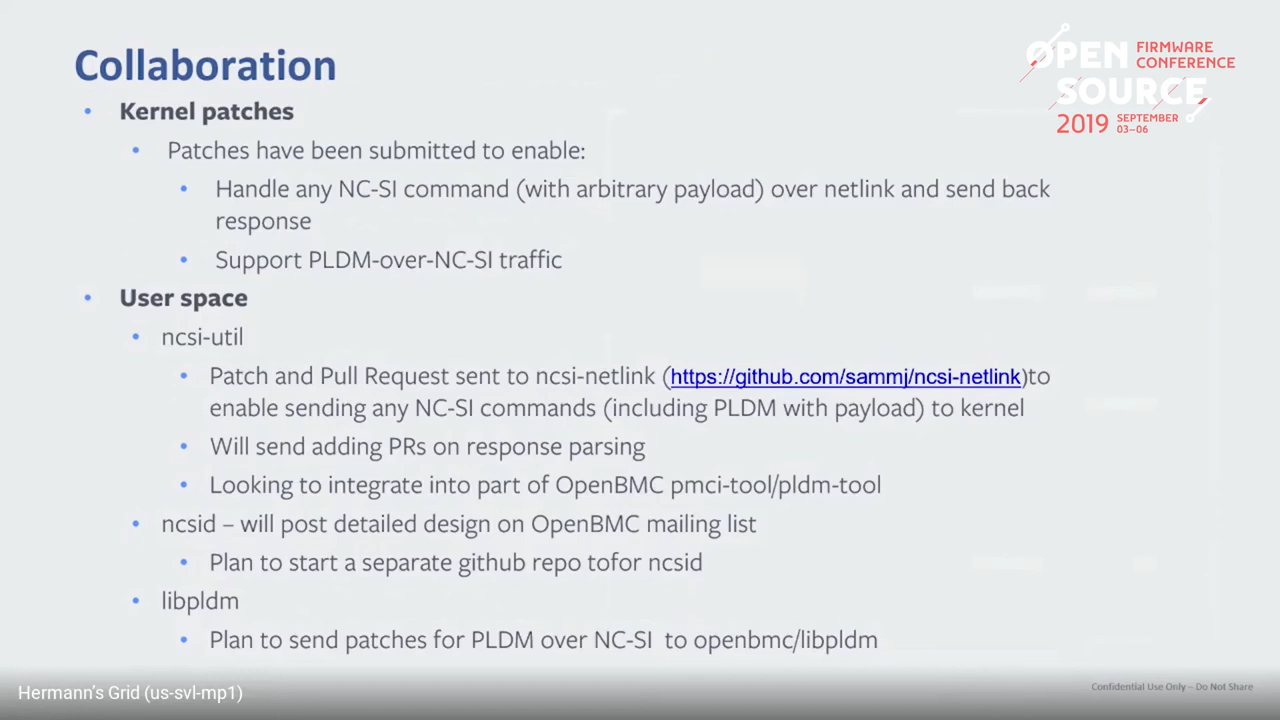 Collaboration
OPEN SOURCE
FIRMWARE
CONFERENCE
2019
SEPTEMBER
03–06
• Kernel patches
• Patches have been submitted to enable:
• Handle any NC-SI command (with arbitrary payload) over netlink and send back
response
• Support PLDM-over-NC-SI traffic
• User space
• ncsi-util
• Patch and Pull Request sent to ncsi-netlink (https://github.com/sammj/ncsi-netlink)to
enable sending any NC-SI commands (including PLDM with payload) to kernel
• Will send adding PRs on response parsing
• Looking to integrate into part of OpenBMC pmci-tool/pldm-tool
• ncsid – will post detailed design on OpenBMC mailing list
• Plan to start a separate github repo tofor ncsid
• libpldm
• Plan to send patches for PLDM over NC-SI to openbmc/libpldm
Hermann's Grid (us-svl-mp1)
Confidential Use Only – Do Not Share